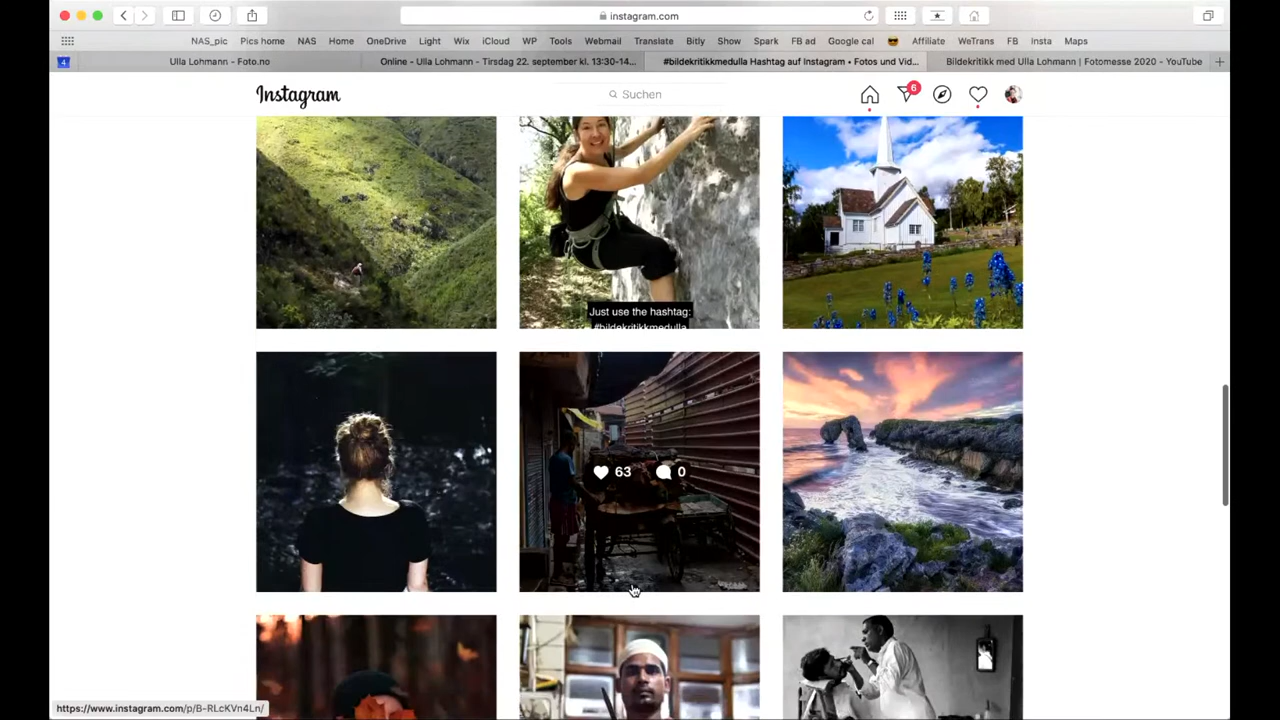 instagram.com
NAS_pic Pics home NAS Home OneDrive Light Wix iCloud WP Tools Webmail Translate Bitly Show Spark FB ad Google cal Affiliate WeTrans FB Insta Maps
4 Ulla Lohmann - Foto.no Online - Ulla Lohmann - Tirsdag 22. september kl. 13:30-14... #bildekritikkmedulla Hashtag auf Instagram • Fotos und Vid... Bildekritikk med Ulla Lohmann | Fotomesse 2020 - YouTube
Instagram Suchen 6
Just use the hashtag:
#bildekritikkmedulla
63 0
https://www.instagram.com/p/B-RLcKVn4Ln/